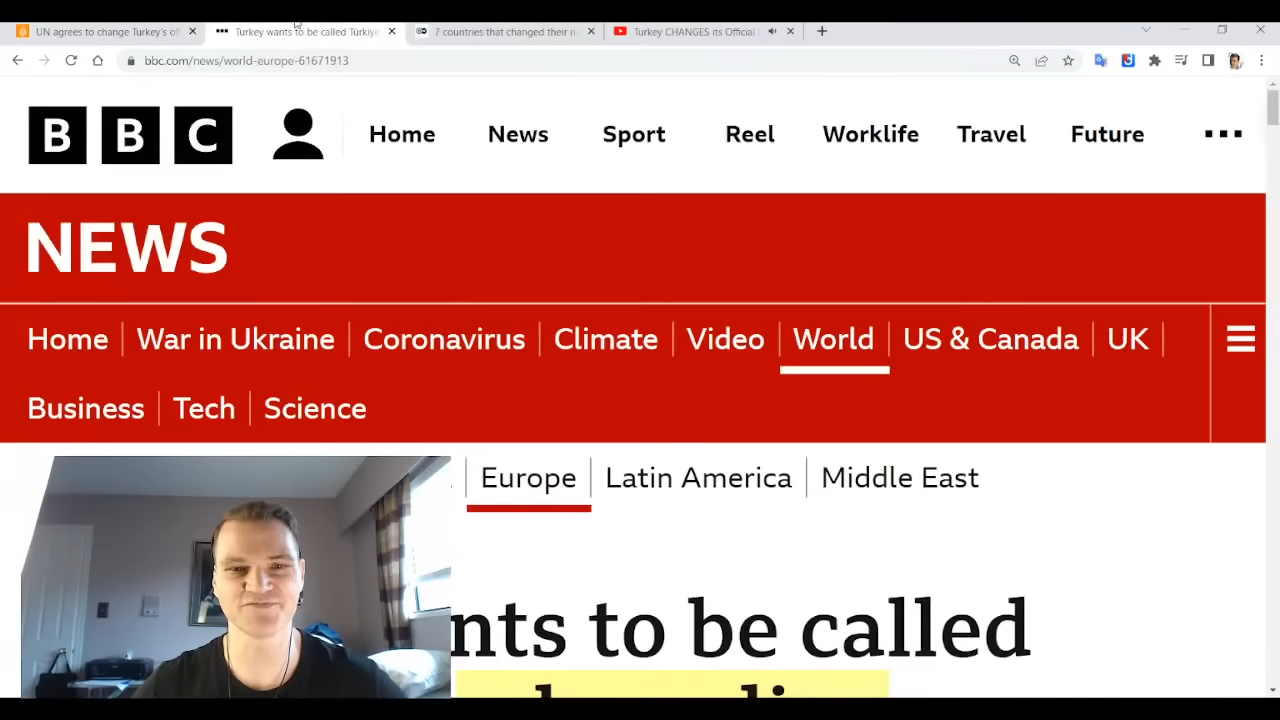 UN agrees to change Turkey's of
Turkey wants to be called Türkiye
7 countries that changed their n
Turkey CHANGES its Official
bbc.com/news/world-europe-61671913
BBC
Home News Sport Reel Worklife Travel Future
NEWS
Home War in Ukraine Coronavirus Climate Video World US & Canada UK
Business Tech Science
Europe Latin America Middle East
nts to be called